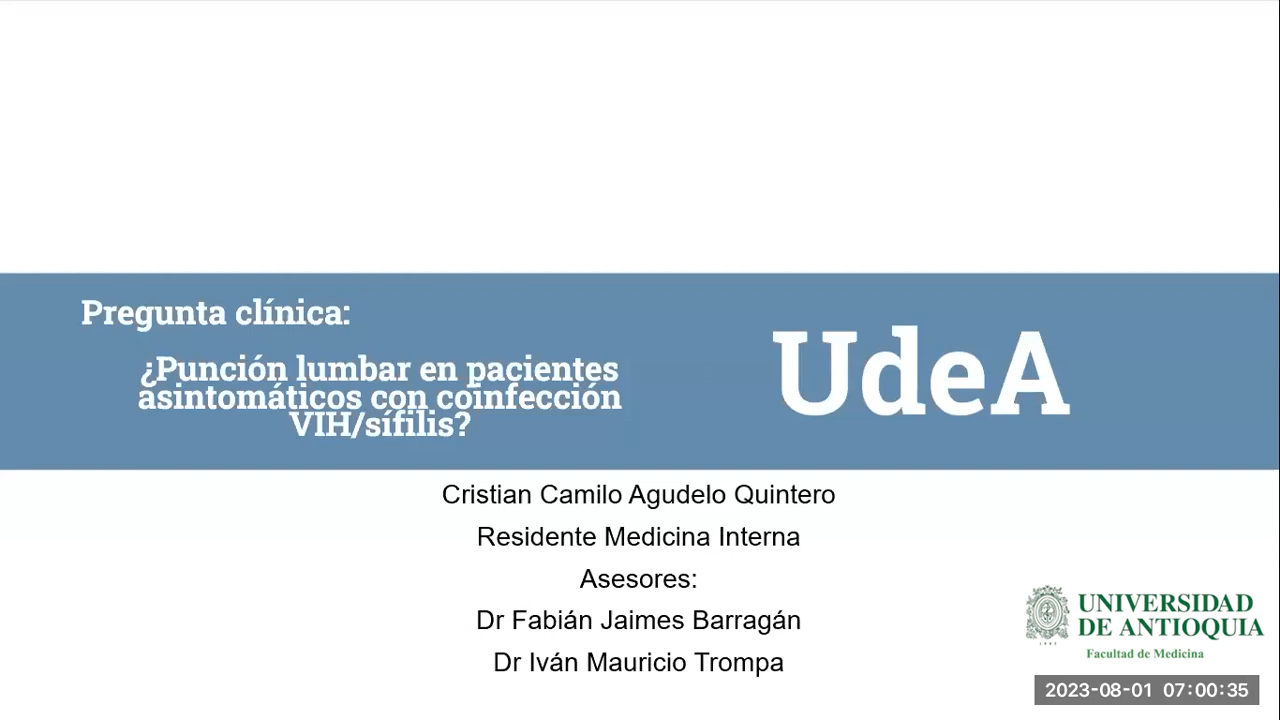 Pregunta clínica:
¿Punción lumbar en pacientes
asintomáticos con coinfección
VIH/sífilis?
UdeA
Cristian Camilo Agudelo Quintero
Residente Medicina Interna
Asesores:
Dr Fabián Jaimes Barragán
Dr Iván Mauricio Trompa
UNIVERSIDAD
DE ANTIOQUIA
Facultad de Medicina
2023-08-01 07:00:35